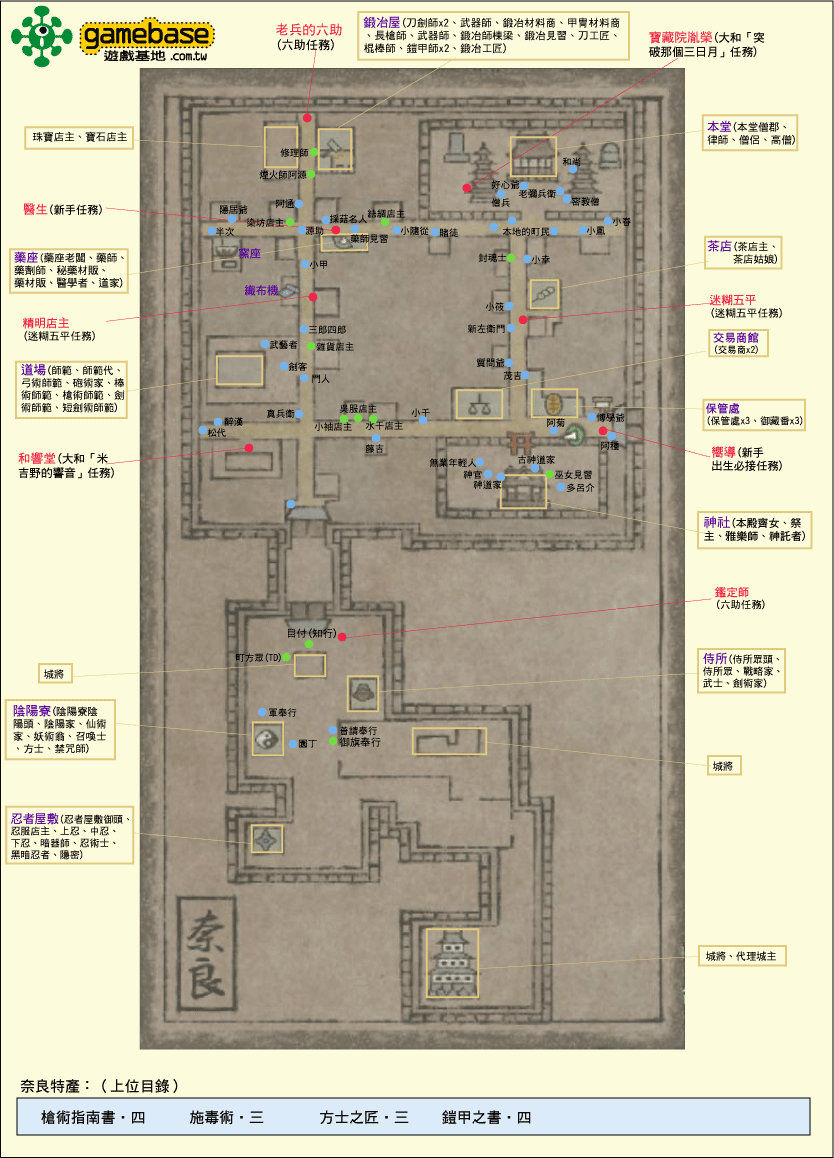 gamebase
遊戲基地.com.tw
老兵的六助
(六助任務)
鍛冶屋(刀劍師x2、武器師、鍛冶材料商、甲冑材料商
、長槍師、武器師、鍛冶師棟梁、鍛冶見習、刀工匠、
棍棒師、鎧甲師x2、鍛冶工匠)
寶藏院胤榮(大和「突
破那個三日月」任務)
珠寶店主、寶石店主
本堂(本堂僧郡、
律師、僧侶、高僧)
修理師
煙火師阿源
和尚
好心爺
老彌兵衛
僧兵
密教僧
醫生(新手任務)
隱居爺
阿通
絲綢店主
採菇名人
染坊店主
半次
源助
藥師見習
小隨從
賭徒
本地的町民
小鳳
小春
藥座(藥座老闆、藥師、
藥劑師、秘藥材販、
藥材販、醫學者、道家)
窯座
小甲
封魂士
小幸
茶店(茶店主、
茶店姑娘)
織布機
小筱
新左衛門
迷糊五平
(迷糊五平任務)
精明店主
(迷糊五平任務)
三郎四郎
武藝者
雜貨店主
交易商館
(交易商x2)
道場(師範、師範代、
弓術師範、砲術家、棒
術師範、槍術師範、劍
術師範、短劍術師範)
劍客
門人
質問爺
茂吉
真兵衛
吳服店主
小千
醉漢
小袖店主
水干店主
松代
藤吉
阿菊
博學爺
阿種
保管處
(保管處x3、御藏番x3)
和響堂(大和「米
吉野的響音」任務)
嚮導(新手
出生必接任務)
無業年輕人
古神道家
神官
巫女見習
神道家
多呂介
神社(本殿齋女、祭
主、雅樂師、神託者)
鑑定師
(六助任務)
目付(知行)
町方眾(TD)
城將
侍所(侍所眾頭、
侍所眾、戰略家、
武士、劍術家)
陰陽寮(陰陽寮陰
陽頭、陰陽家、仙術
家、妖術翁、召喚士
、方士、禁咒師)
軍奉行
普請奉行
園丁
御旗奉行
城將
忍者屋敷(忍者屋敷御頭、
忍服店主、上忍、中忍、
下忍、暗器師、忍術士、
黑暗忍者、隱密)
奈良
城將、代理城主
奈良特產：（上位目錄）
槍術指南書・四 施毒術・三 方士之匠・三 鎧甲之書・四